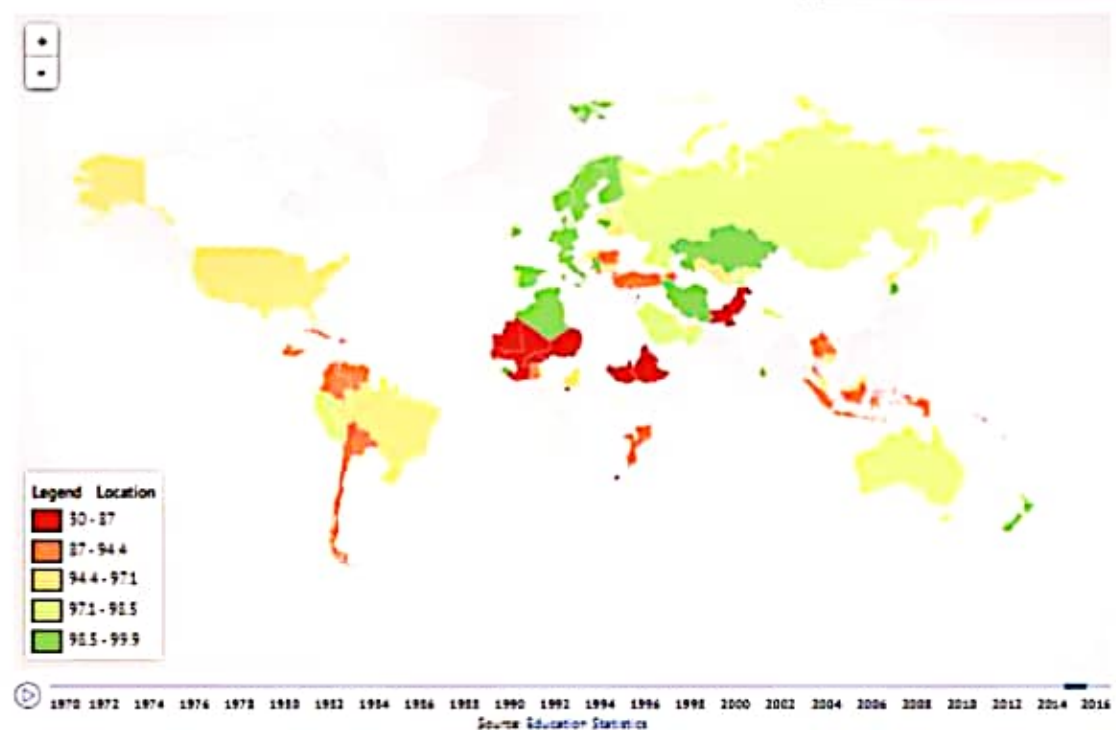 Legend Location
50 - 87
87 - 94.4
94.4 - 97.1
97.1 - 98.5
98.5 - 99.9
1970 1972 1974 1976 1978 1980 1982 1984 1986 1988 1990 1992 1994 1996 1998 2000 2002 2004 2006 2008 2010 2012 2014 2016
Source: Education Statistics